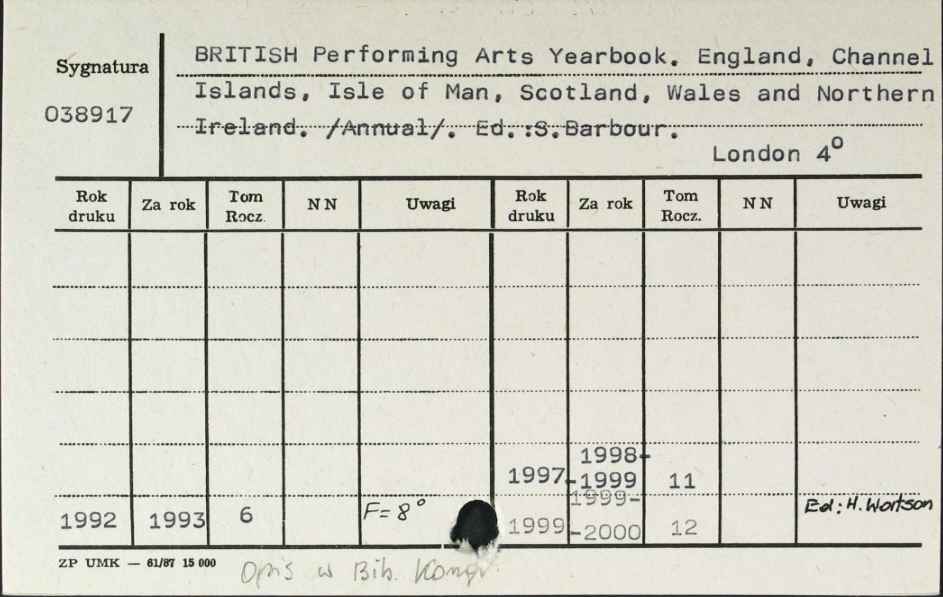 Sygnatura
038917
BRITISH Performing Arts Yearbook. England, Channel
Islands, Isle of Man, Scotland, Wales and Northern
Ireland. /Annual/. Ed.:S.Barbour.
London 4°
Rok druku Za rok Tom Rocz. NN Uwagi Rok druku Za rok Tom Rocz. NN Uwagi
1997 1998-
-1999 11
1992 1993 6 F=8° 1999 1999-
-2000 12 Ed: H. Wortson
ZP UMK — 61/87 15 000
Opis w Bib. Kongr.